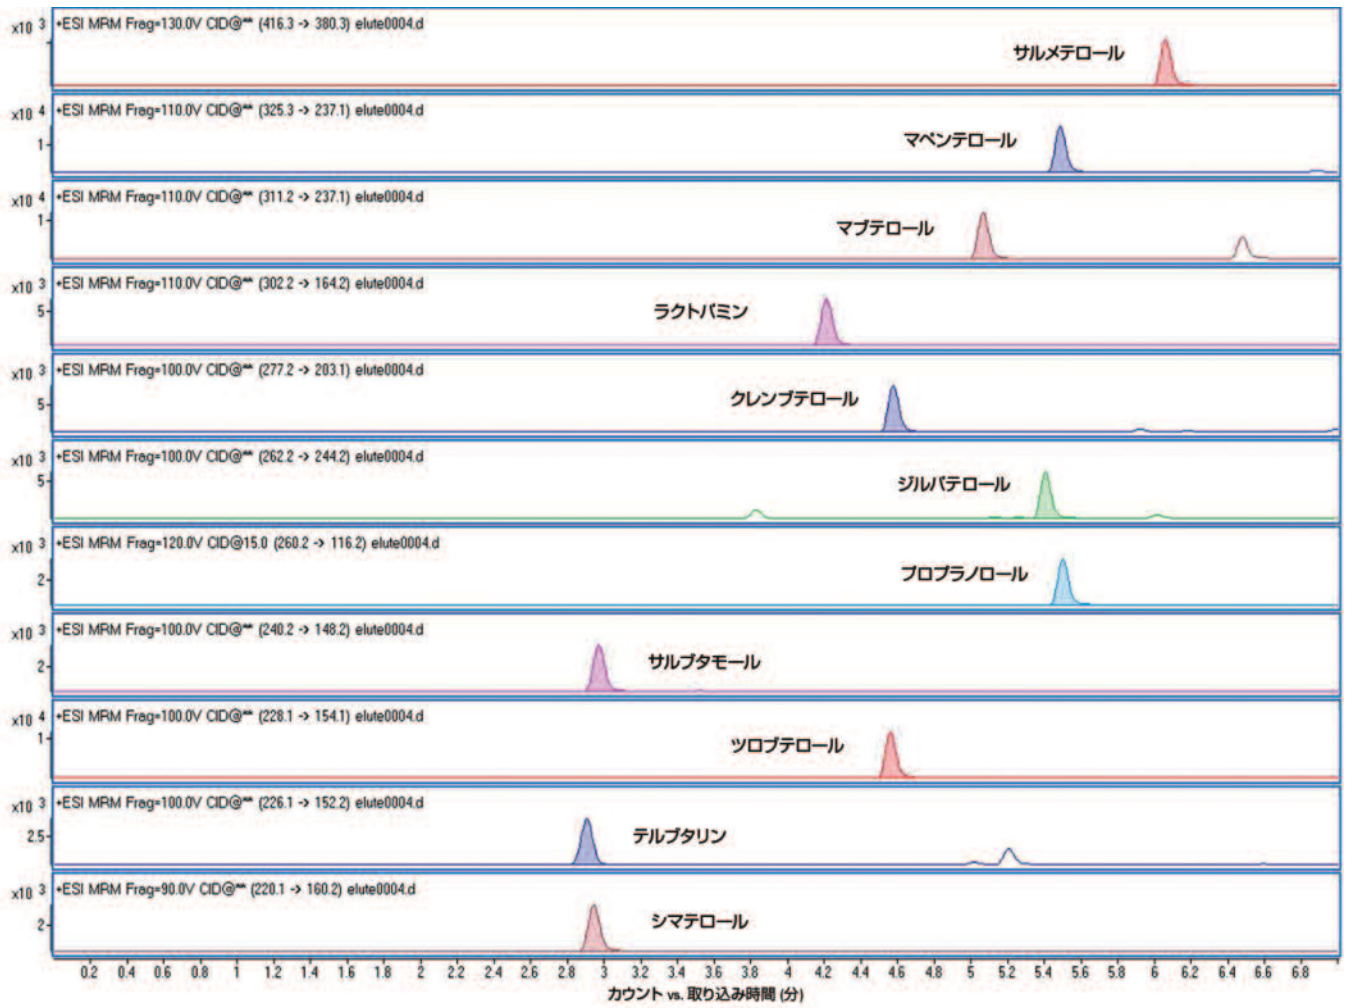 x10 3 +ESI MRM Frag=130.0V CID@** (416.3 -> 380.3) elute0004.d
サルメテロール
x10 4 +ESI MRM Frag=110.0V CID@** (325.3 -> 237.1) elute0004.d
マペンテロール
1
x10 4 +ESI MRM Frag=110.0V CID@** (311.2 -> 237.1) elute0004.d
1
マブテロール
x10 3 +ESI MRM Frag=110.0V CID@** (302.2 -> 164.2) elute0004.d
5
ラクトパミン
x10 3 +ESI MRM Frag=100.0V CID@** (277.2 -> 203.1) elute0004.d
クレンブテロール
5
x10 3 +ESI MRM Frag=100.0V CID@** (262.2 -> 244.2) elute0004.d
5
ジルパテロール
x10 3 +ESI MRM Frag=120.0V CID@15.0 (260.2 -> 116.2) elute0004.d
プロプラノロール
2
x10 3 +ESI MRM Frag=100.0V CID@** (240.2 -> 148.2) elute0004.d
サルブタモール
2
x10 4 +ESI MRM Frag=100.0V CID@** (228.1 -> 154.1) elute0004.d
1
ツロブテロール
x10 3 +ESI MRM Frag=100.0V CID@** (226.1 -> 152.2) elute0004.d
2.5
テルブタリン
x10 3 +ESI MRM Frag=90.0V CID@** (220.1 -> 160.2) elute0004.d
シマテロール
2
0.2 0.4 0.6 0.8 1 1.2 1.4 1.6 1.8 2 2.2 2.4 2.6 2.8 3 3.2 3.4 3.6 3.8 4 4.2 4.4 4.6 4.8 5 5.2 5.4 5.6 5.8 6 6.2 6.4 6.6 6.8
カウント vs. 取り込み時間 (分)